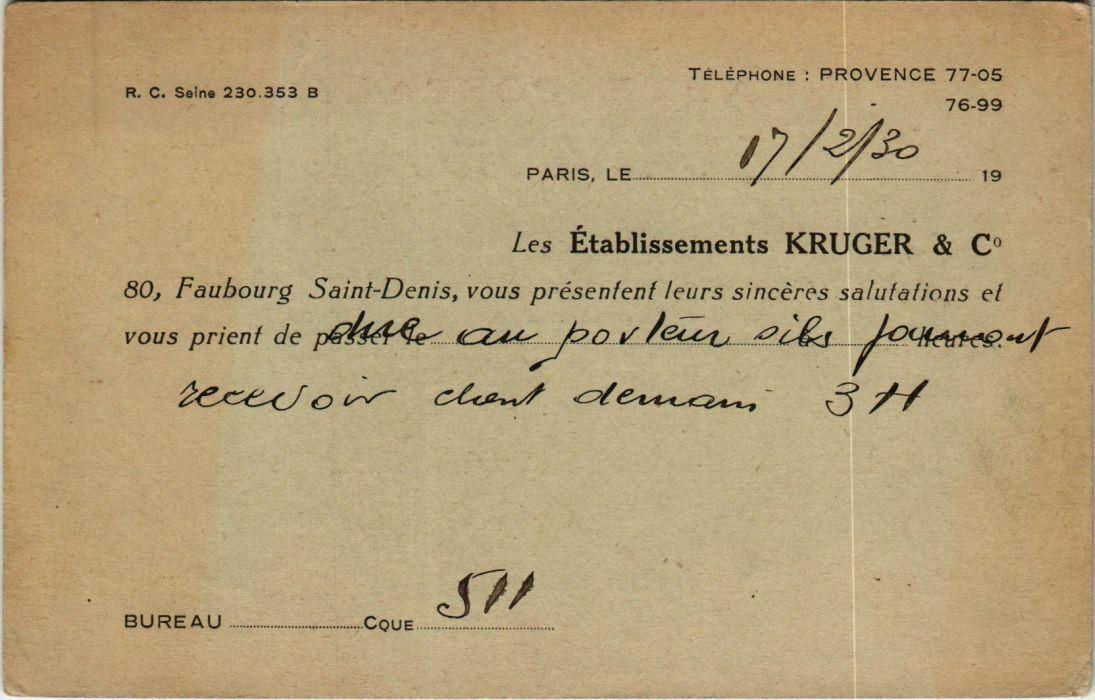 R. C. Seine 230.353 B
TÉLÉPHONE : PROVENCE 77-05
76-99
PARIS, LE 17/2/30 19
Les Établissements KRUGER & Cº
80, Faubourg Saint-Denis, vous présentent leurs sincères salutations et
vous prient de passer le dire au porteur sils pourront heures.
recevoir client demain 3 H
BUREAU CQUE 511